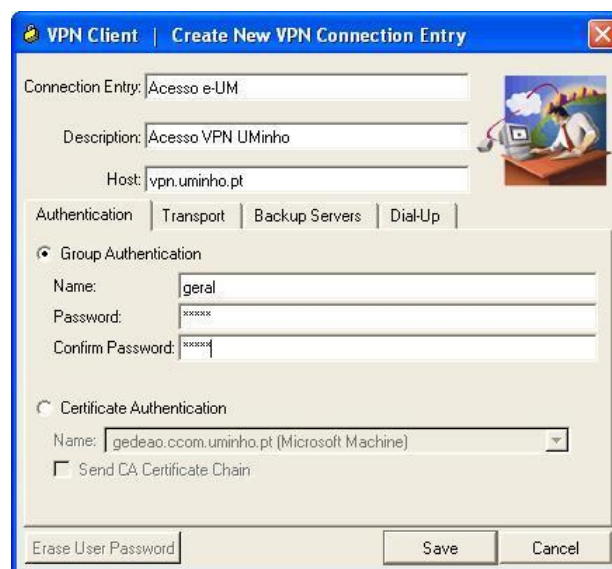 VPN Client | Create New VPN Connection Entry
Connection Entry: Acesso e-UM
Description: Acesso VPN UMinho
Host: vpn.uminho.pt
Authentication Transport Backup Servers Dial-Up
Group Authentication
Name: geral
Password: xxxxx
Confirm Password: xxxxx
Certificate Authentication
Name: gedeao.ccom.uminho.pt (Microsoft Machine)
Send CA Certificate Chain
Erase User Password Save Cancel